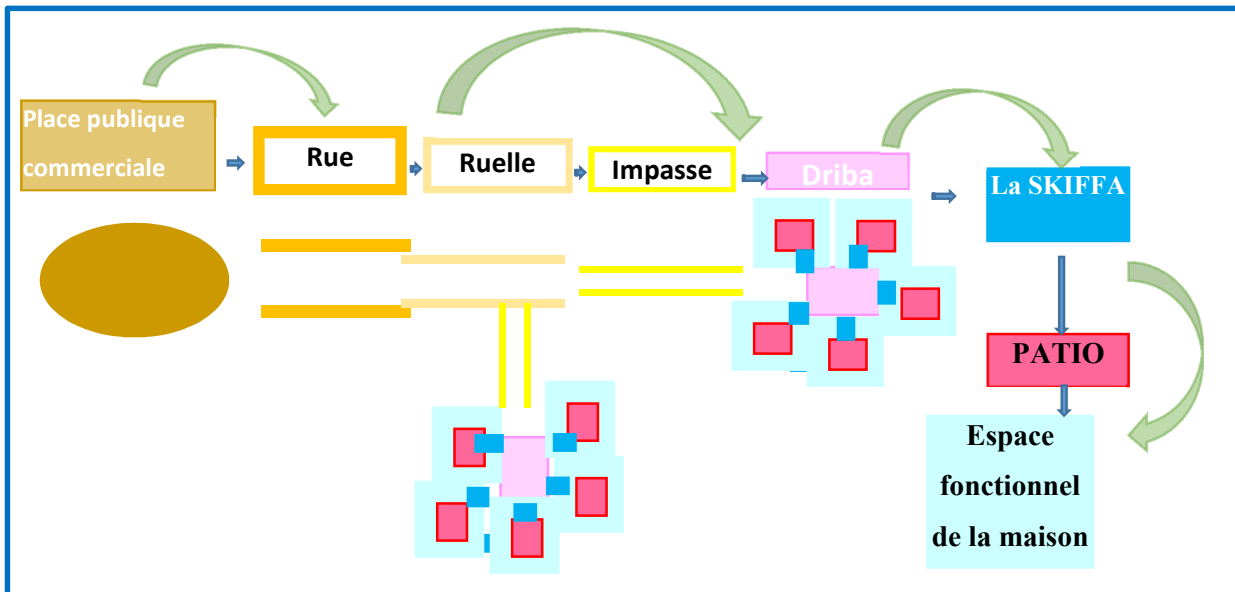 Place publique
commerciale
Rue
Ruelle
Impasse
Driba
La SKIFFA
PATIO
Espace
fonctionnel
de la maison